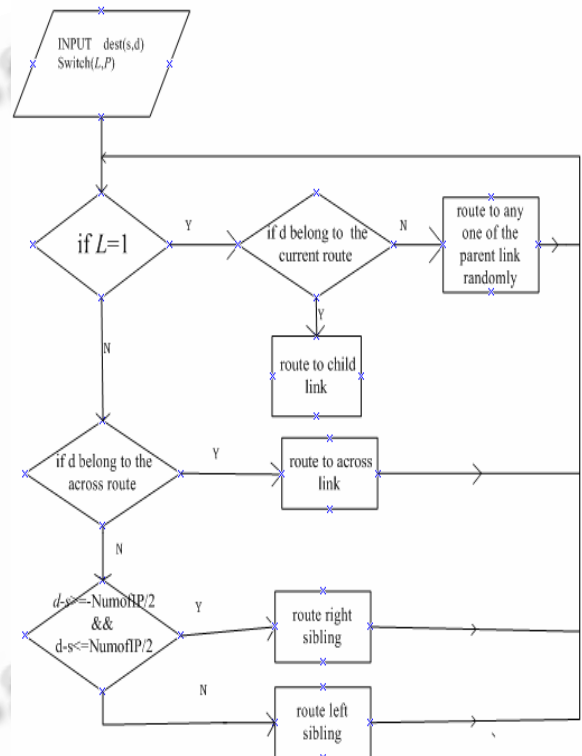 INPUT dest(s,d)
Switch(L,P)
if L=1
Y
if d belong to the
current route
N
route to any
one of the
parent link
randomly
Y
route to child
link
N
if d belong to the
across route
Y
route to across
link
N
d-s>=-NumofIP/2
&&
d-s<=NumofIP/2
Y
route right
sibling
N
route left
sibling